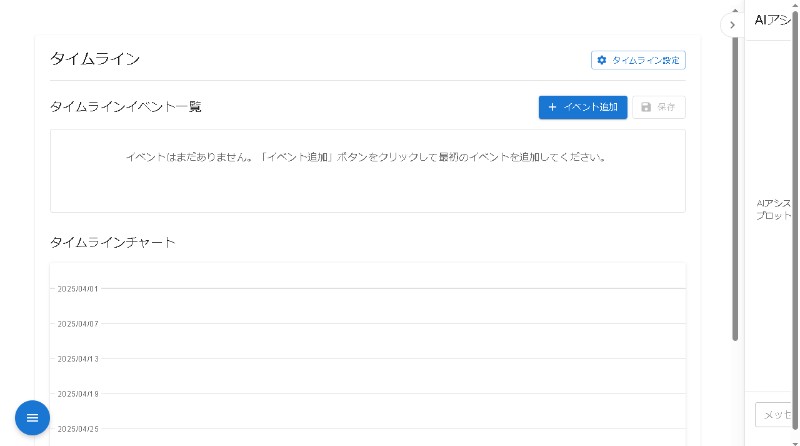 タイムライン
タイムライン設定
タイムラインイベント一覧
イベント追加
保存
イベントはまだありません。「イベント追加」ボタンをクリックして最初のイベントを追加してください。
タイムラインチャート
2025/04/01
2025/04/07
2025/04/13
2025/04/19
2025/04/25
AIアシ
AIアシス
プロット
メッセ